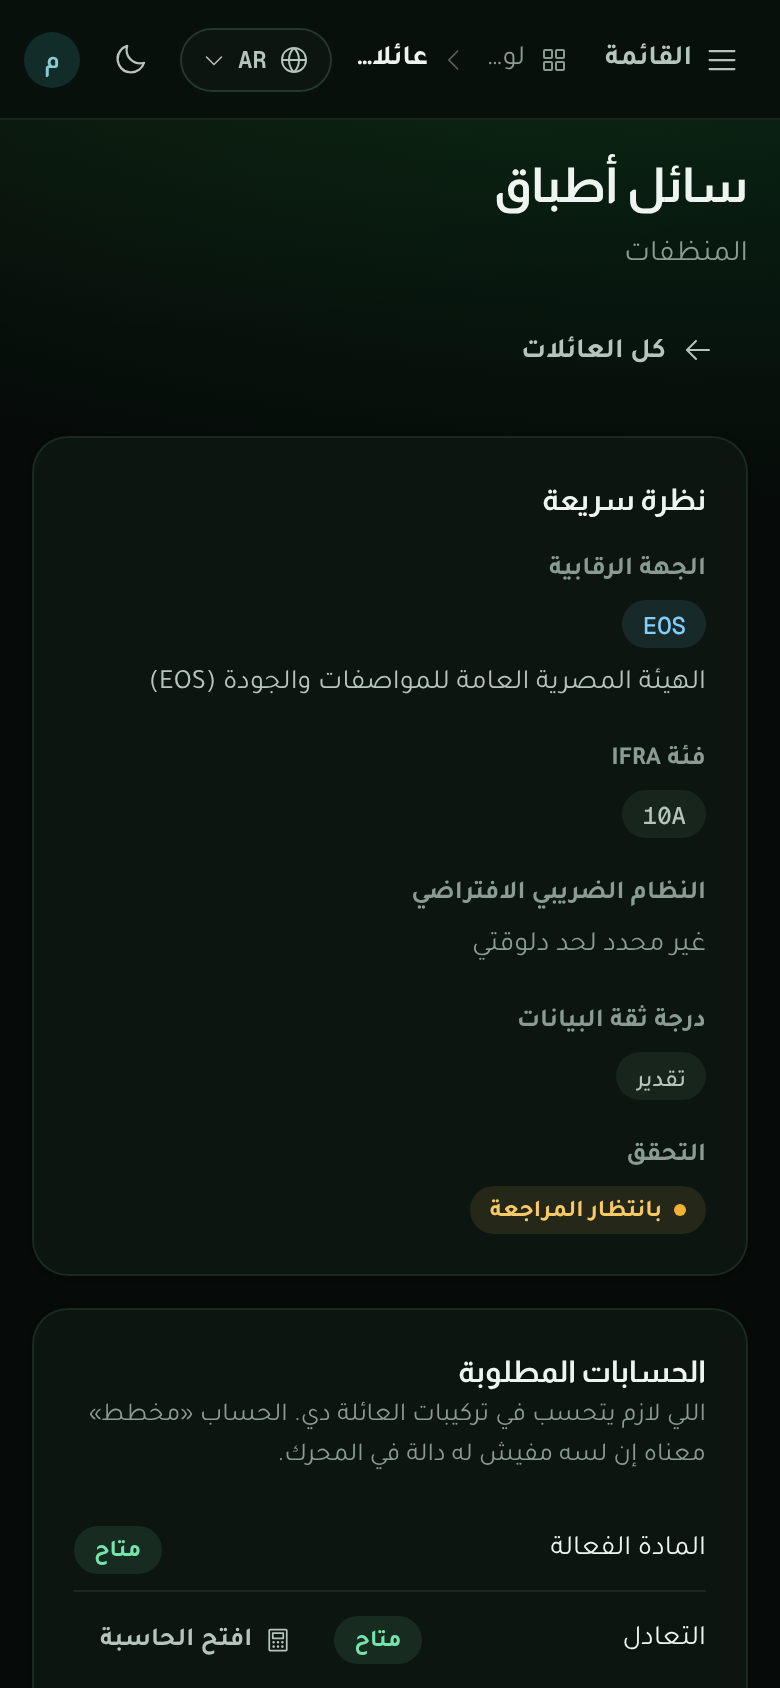 القائمة
لو...
عائلا...
AR
م
سائل أطباق
المنظفات
كل العائلات
نظرة سريعة
الجهة الرقابية
EOS
الهيئة المصرية العامة للمواصفات والجودة (EOS)
فئة IFRA
10A
النظام الضريبي الافتراضي
غير محدد لحد دلوقتي
درجة ثقة البيانات
تقدير
التحقق
بانتظار المراجعة
الحسابات المطلوبة
اللي لازم يتحسب في تركيبات العائلة دي. الحساب «مخطط»
معناه إن لسه مفيش له دالة في المحرك.
المادة الفعالة
متاح
التعادل
متاح
افتح الحاسبة